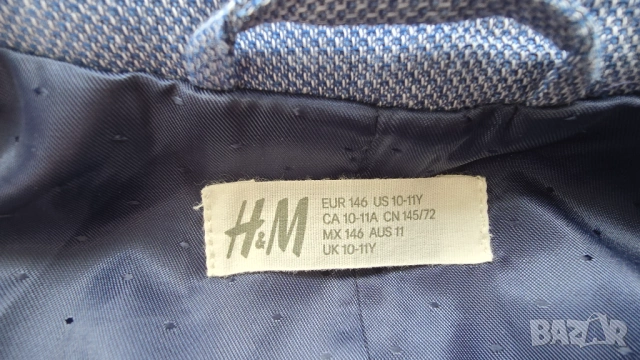 H&M
EUR 146 US 10-11Y
CA 10-11A CN 145/72
MX 146 AUS 11
UK 10-11Y
BAZAR